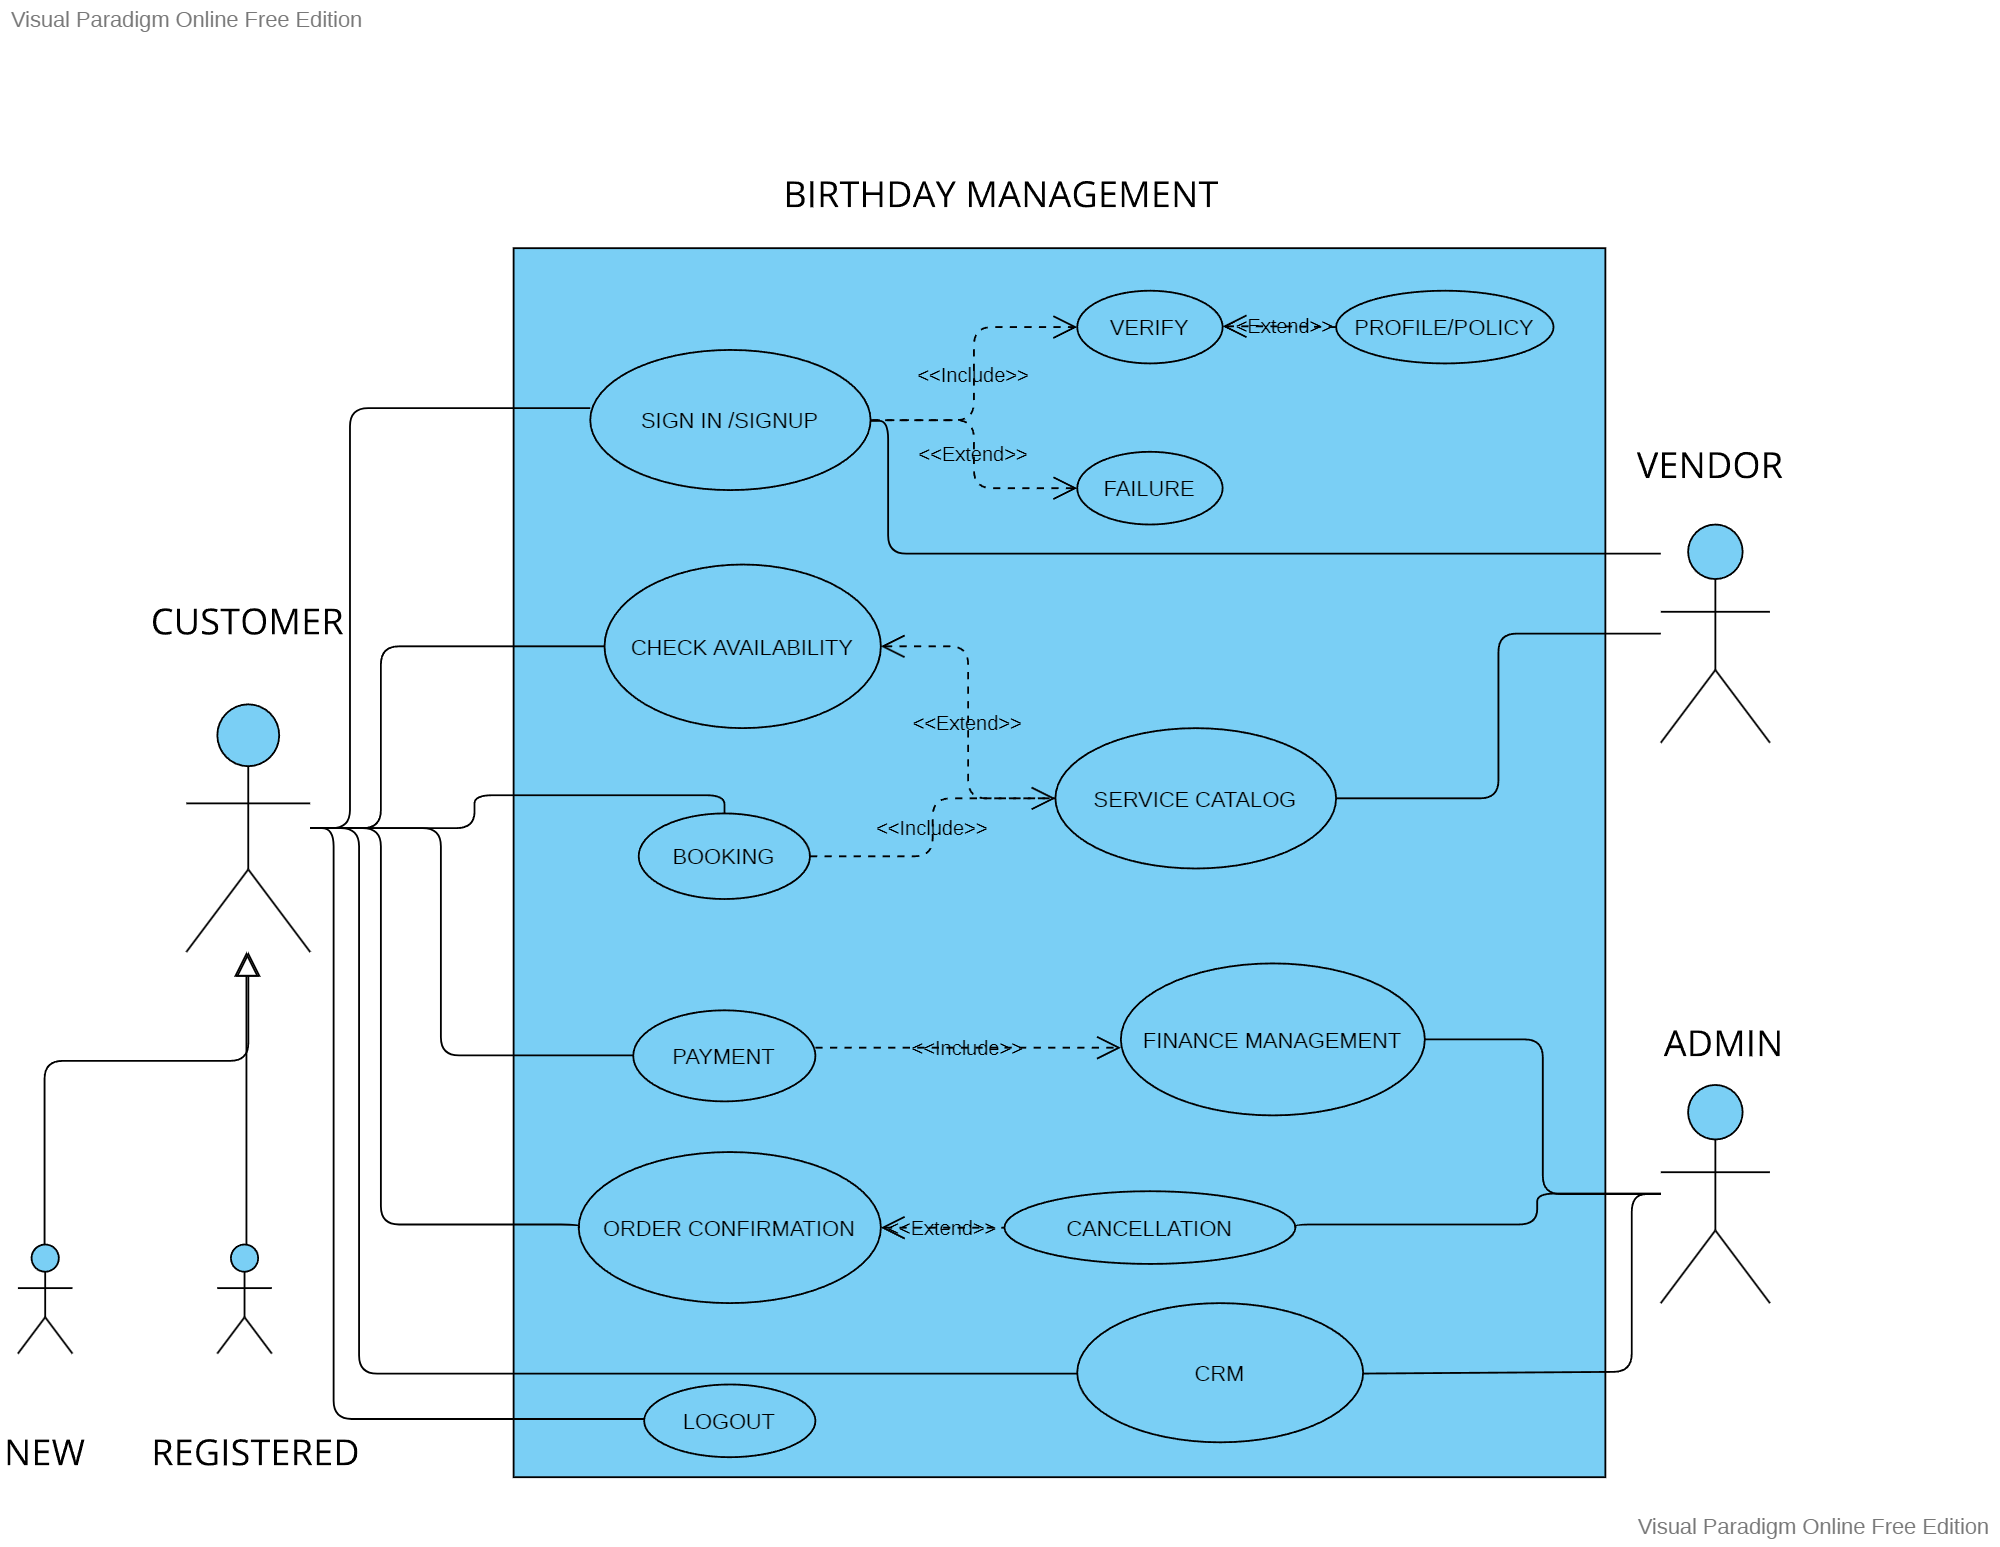 Visual Paradigm Online Free Edition
BIRTHDAY MANAGEMENT
VERIFY
<<Extend>>
PROFILE/POLICY
<<Include>>
SIGN IN /SIGNUP
<<Extend>>
FAILURE
VENDOR
CUSTOMER
CHECK AVAILABILITY
<<Extend>>
SERVICE CATALOG
<<Include>>
BOOKING
FINANCE MANAGEMENT
ADMIN
PAYMENT
<<Include>>
ORDER CONFIRMATION
<<Extend>>
CANCELLATION
CRM
LOGOUT
NEW
REGISTERED
Visual Paradigm Online Free Edition